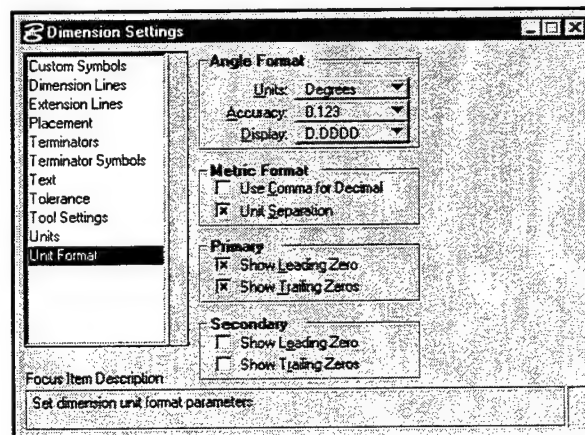 Dimension Settings
Custom Symbols
Dimension Lines
Extension Lines
Placement
Terminators
Terminator Symbols
Text
Tolerance
Tool Settings
Units
Unit Format
Angle Format
Units: Degrees
Accuracy: 0.123
Display: D.DDDD
Metric Format
Use Comma for Decimal
Unit Separation
Primary
Show Leading Zero
Show Trailing Zeros
Secondary
Show Leading Zero
Show Trailing Zeros
Focus Item Description
Set dimension unit format parameters